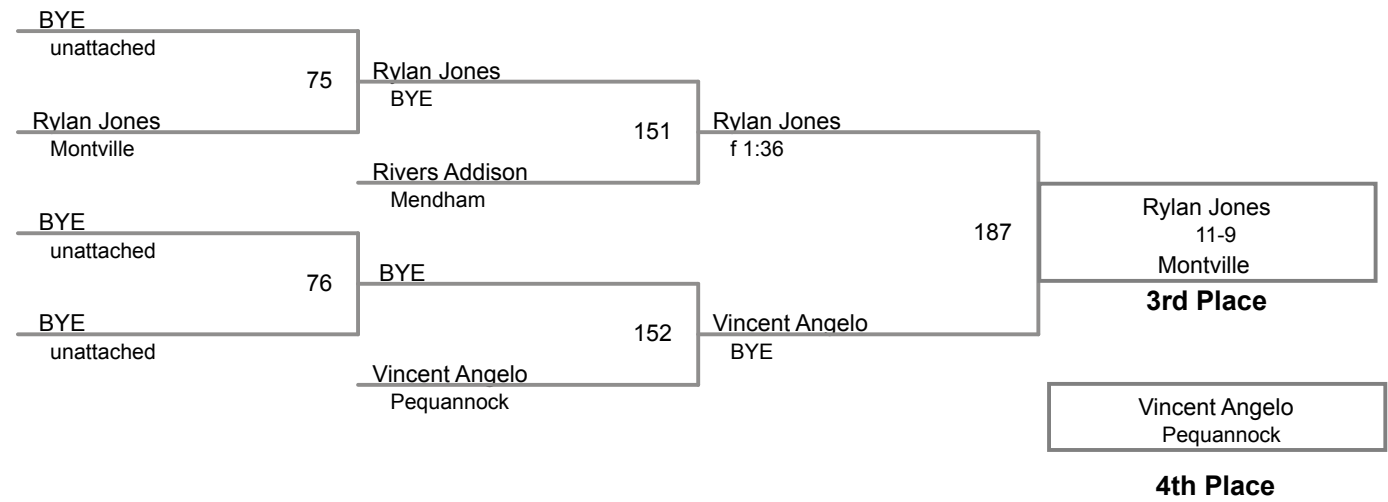 BYE
unattached
75
Rylan Jones
BYE
Rylan Jones
Montville
151
Rylan Jones
f 1:36
Rivers Addison
Mendham
BYE
unattached
76
BYE
BYE
unattached
152
Vincent Angelo
BYE
Vincent Angelo
Pequannock
187
Rylan Jones
11-9
Montville
3rd Place
Vincent Angelo
Pequannock
4th Place